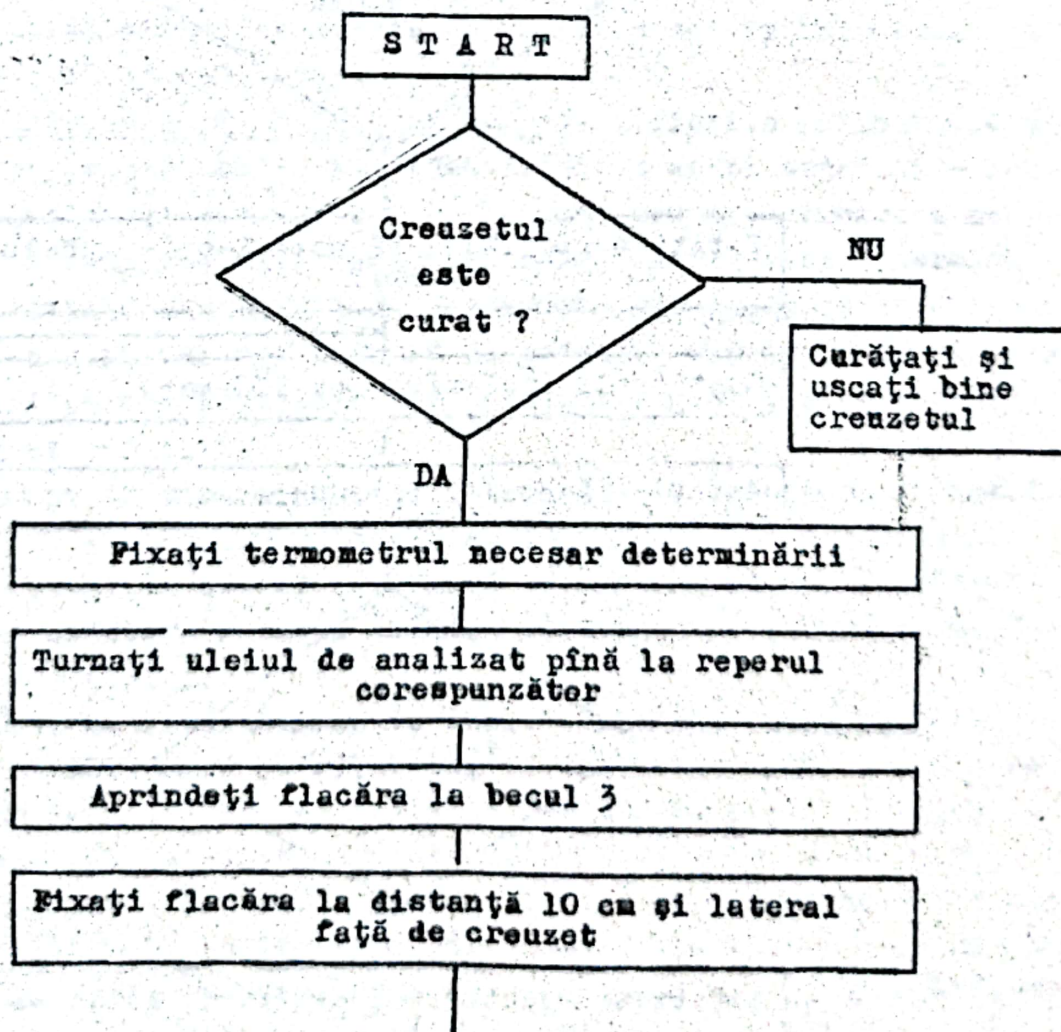 S T A R T
Creuzetul
este
curat ?
NU
Curăţaţi şi
uscaţi bine
creuzetul
DA
Fixaţi termometrul necesar determinării
Turnaţi uleiul de analizat pînă la reperul
corespunzător
Aprindeţi flacăra la becul 3
Fixaţi flacăra la distanţă 10 cm şi lateral
faţă de creuzet